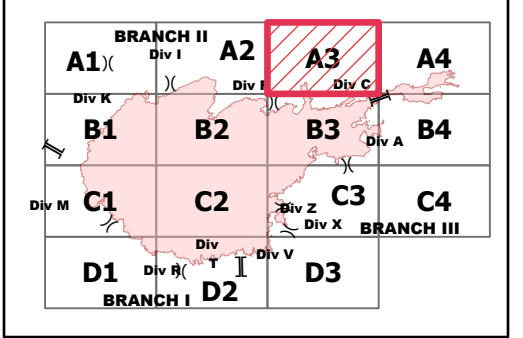 BRANCH II
A1
Div I
A2
A3
A4
Div K
Div F
Div C
B1
B2
B3
Div A
B4
Div M
C1
C2
Div Z
C3
C4
Div X
BRANCH III
Div V
D1
Div R
Div
T
D2
D3
BRANCH I